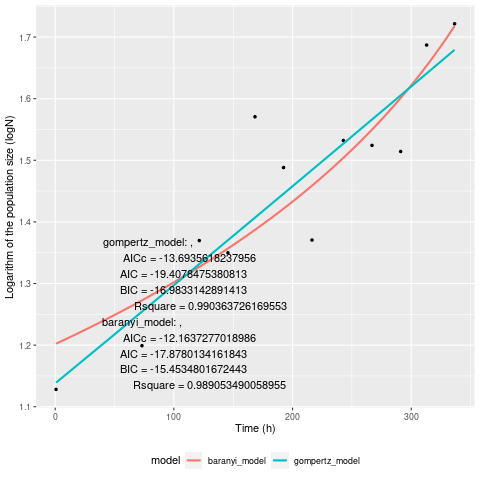 1.7
1.6
1.5
1.4
1.3
1.2
1.1
Logarithm of the population size (logN)
gompertz_model: ,
AICc = -13.6935618237956
AIC = -19.4078475380813
BIC = -16.9833142891413
Rsquare = 0.990363726169553
baranyi_model: ,
AICc = -12.1637277018986
AIC = -17.8780134161843
BIC = -15.4534801672443
Rsquare = 0.989053490058955
0 100 200 300
Time (h)
model baranyi_model gompertz_model